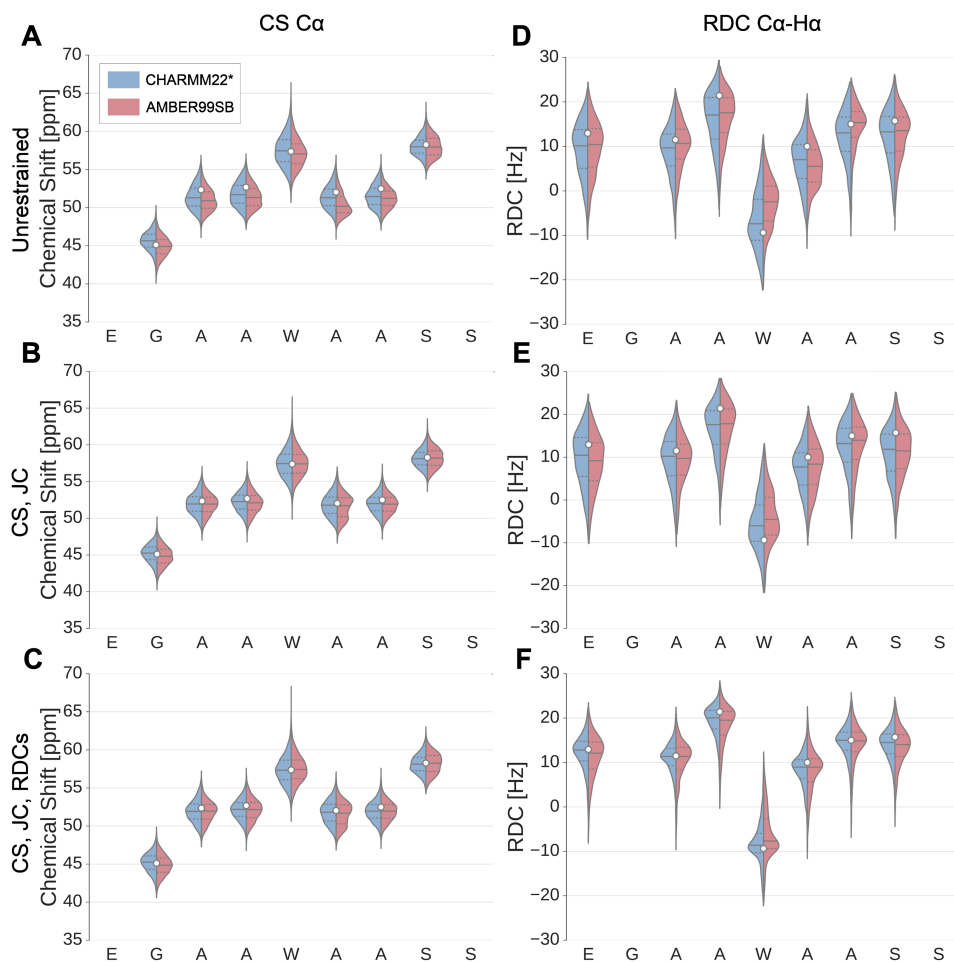 CS Cα
RDC Cα-Hα
A
Unrestrained
Chemical Shift [ppm]
70
65
60
55
50
45
40
35
CHARMM22*
AMBER99SB
E G A A W A A S S
D
RDC [Hz]
30
20
10
0
−10
−20
−30
E G A A W A A S S
B
CS, JC
Chemical Shift [ppm]
70
65
60
55
50
45
40
35
E G A A W A A S S
E
RDC [Hz]
30
20
10
0
−10
−20
−30
E G A A W A A S S
C
CS, JC, RDCs
Chemical Shift [ppm]
70
65
60
55
50
45
40
35
E G A A W A A S S
F
RDC [Hz]
30
20
10
0
−10
−20
−30
E G A A W A A S S